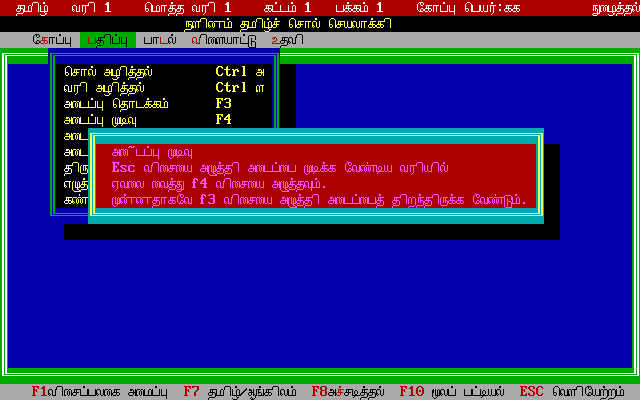 தமிழ் வரி 1 மொத்த வரி 1 கட்டம் 1 பக்கம் 1 கோப்பு பெயர்:கக நுழைத்தல்
நூரினம் தமிழ்ச் சொல் செயலாக்கி
கோப்பு பதிப்பு பாடல் விளையாட்டு உதவி
சொல் அழித்தல் Ctrl அ
வரி அழித்தல் Ctrl ள
அடைப்பு தொடக்கம் F3
அடைப்பு முடிவு F4
அடை
அடை
திரு
எழுத்
கண
அடைப்பு முடிவு
Esc விசையை அழுத்தி அடைப்பை முடிக்க வேண்டிய வரியில்
ஏவலை வைத்து f4 விசையை அழுத்தவும்.
முன்னதாகவே f3 விசையை அழுத்தி அடைப்பைத் திறந்திருக்க வேண்டும்.
F1விசைப்பலகை அமைப்பு F7 தமிழ்/ஆங்கிலம் F8அச்சடித்தல் F10 மூலப் பட்டியல் ESC வெளியேற்றம்